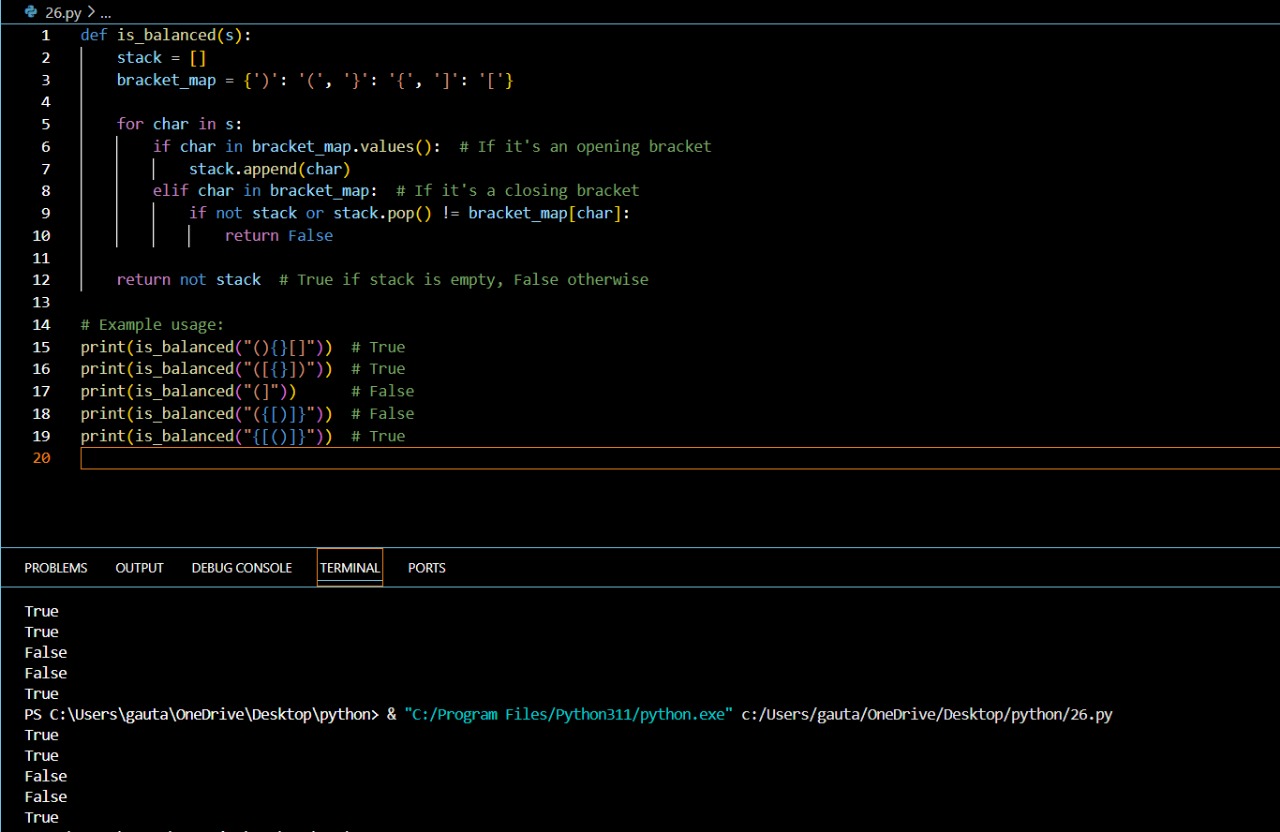 26.py > ...
1 def is_balanced(s):
2     stack = []
3     bracket_map = {')': '(', '}': '{', ']': '['}
4
5     for char in s:
6         if char in bracket_map.values():  # If it's an opening bracket
7             stack.append(char)
8         elif char in bracket_map:  # If it's a closing bracket
9             if not stack or stack.pop() != bracket_map[char]:
10                 return False
11
12     return not stack  # True if stack is empty, False otherwise
13
14 # Example usage:
15 print(is_balanced("(){}[]"))  # True
16 print(is_balanced("([{}])"))  # True
17 print(is_balanced("(]"))      # False
18 print(is_balanced("({[)]}"))  # False
19 print(is_balanced("{[()]}"))  # True
20
PROBLEMS OUTPUT DEBUG CONSOLE TERMINAL PORTS
True
True
False
False
True
PS C:\Users\gauta\OneDrive\Desktop\python> & "C:/Program Files/Python311/python.exe" c:/Users/gauta/OneDrive/Desktop/python/26.py
True
True
False
False
True